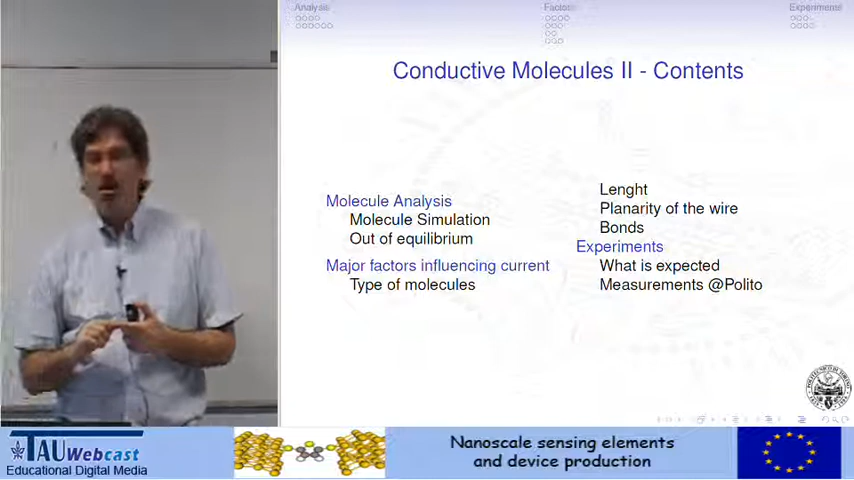 Analysis
Factors
Experiments
Conductive Molecules II - Contents
Molecule Analysis
Molecule Simulation
Out of equilibrium
Major factors influencing current
Type of molecules
Lenght
Planarity of the wire
Bonds
Experiments
What is expected
Measurements @Polito
TAU Webcast
Educational Digital Media
Nanoscale sensing elements
and device production